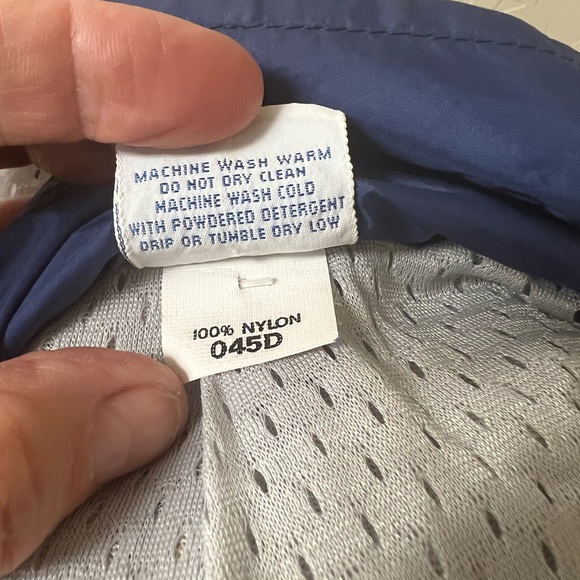 MACHINE WASH WARM
DO NOT DRY CLEAN
MACHINE WASH COLD
WITH POWDERED DETERGENT
DRIP OR TUMBLE DRY LOW
100% NYLON
045D